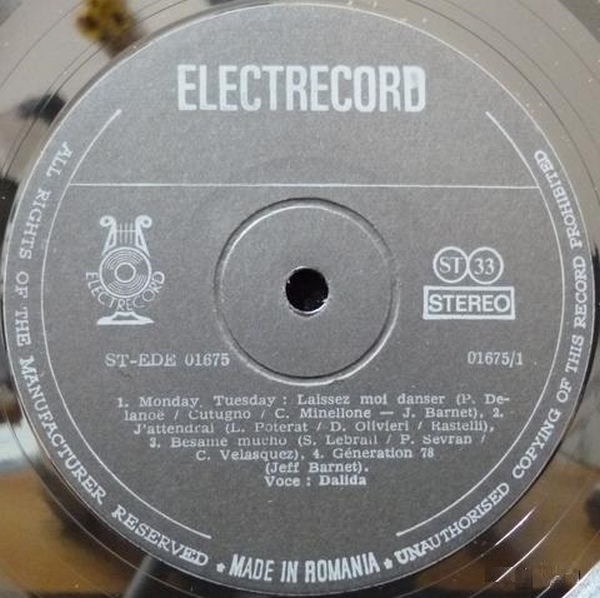 ELECTRECORD
ELECTRECORD
ST 33
STEREO
ST-EDE 01675
01675/1
1. Monday, Tuesday : Laissez moi danser (P. De-
lanoë / Cutugno / C. Minellone — J. Barnet), 2.
J'attendrai (L. Poterat / D. Olivieri / Rastelli),
3. Besame mucho (S. Lebrail / P. Sevran /
C. Velasquez), 4. Géneration 78
(Jeff Barnet).
Voce : Dalida
ALL RIGHTS OF THE MANUFACTURER RESERVED ★ MADE IN ROMANIA ★ UNAUTHORISED COPYING OF THIS RECORD PROHIBITED